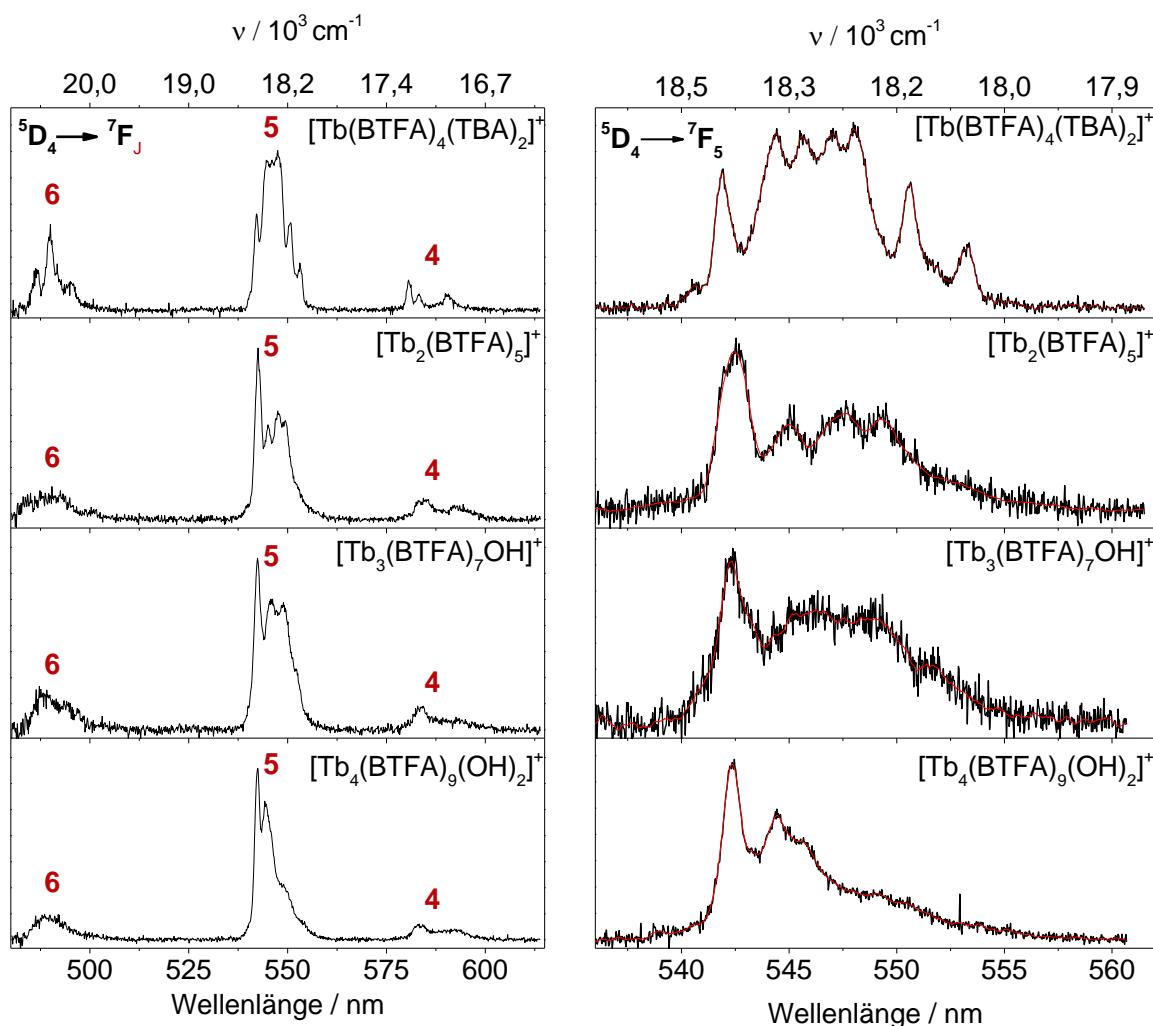 ν / 10³ cm⁻¹
20,0 19,0 18,2 17,2 16,7
⁵D₄ → ⁷F_J
5
[Tb(BTFA)₄(TBA)₂]⁺
6
4
5
[Tb₂(BTFA)₅]⁺
6
4
5
[Tb₃(BTFA)₇OH]⁺
6
4
5
[Tb₄(BTFA)₉(OH)₂]⁺
6
4
500 525 550 575 600
Wellenlänge / nm
ν / 10³ cm⁻¹
18,5 18,3 18,2 18,0 17,9
⁵D₄ → ⁷F₅
[Tb(BTFA)₄(TBA)₂]⁺
[Tb₂(BTFA)₅]⁺
[Tb₃(BTFA)₇OH]⁺
[Tb₄(BTFA)₉(OH)₂]⁺
540 545 550 555 560
Wellenlänge / nm